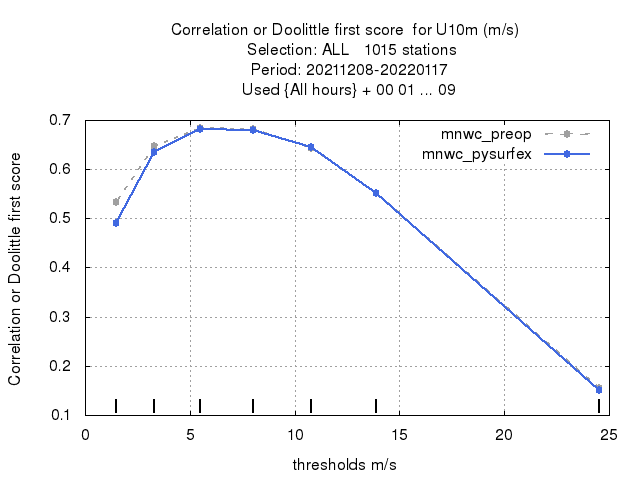 Correlation or Doolittle first score  for U10m (m/s)
Selection: ALL   1015 stations
Period: 20211208-20220117
Used {All hours} + 00 01 ... 09
mnwc_preop
mnwc_pysurfex
Correlation or Doolittle first score
0.7
0.6
0.5
0.4
0.3
0.2
0.1
0 5 10 15 20 25
thresholds m/s